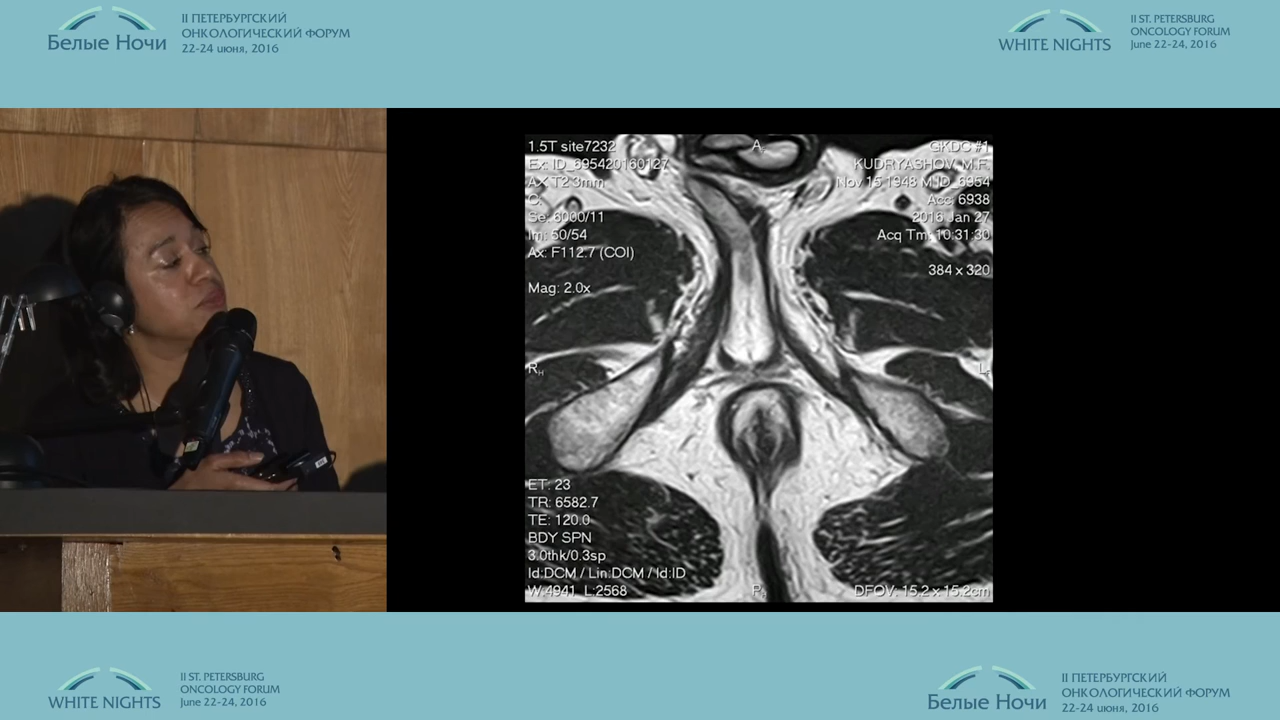 Белые Ночи
II ПЕТЕРБУРГСКИЙ
ОНКОЛОГИЧЕСКИЙ ФОРУМ
22-24 июня, 2016
WHITE NIGHTS
II ST. PETERSBURG
ONCOLOGY FORUM
June 22-24, 2016
1.5T site7232
Ex: ID_695420160127
AX T2 3mm
Se: 6000/11
Im: 50/54
Ax: F112.7 (COI)
Mag: 2.0x
A
GKDC #1
KUDRYASHOV, M.F.
Nov 15 1948 M ID_6954
Acc: 6938
2016 Jan 27
Acq Tm: 10:31:30
384 x 320
RH
L
ET: 23
TR: 6582.7
TE: 120.0
BDY SPN
3.0thk/0.3sp
Id:DCM / Lin:DCM / Id:ID
W:4941 L:2568
P
DFOV: 15.2 x 15.2cm
WHITE NIGHTS
II ST. PETERSBURG
ONCOLOGY FORUM
June 22-24, 2016
Белые Ночи
II ПЕТЕРБУРГСКИЙ
ОНКОЛОГИЧЕСКИЙ ФОРУМ
22-24 июня, 2016